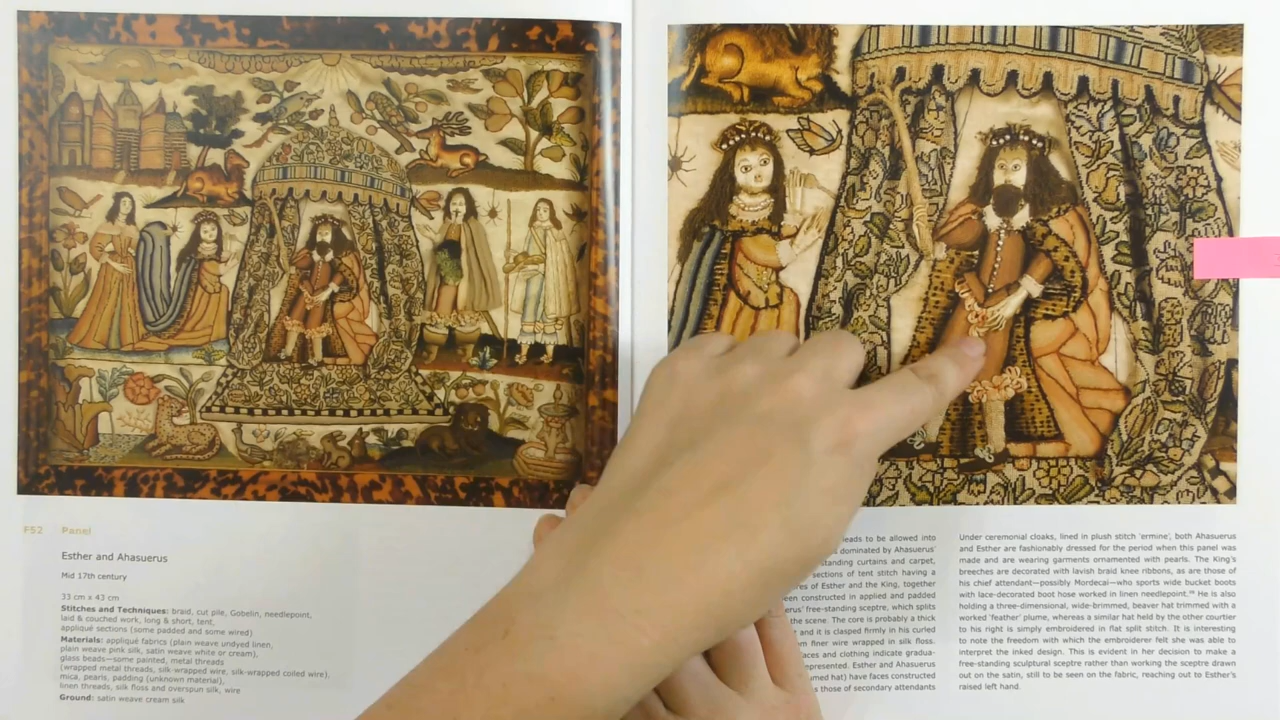 F52 Panel
Esther and Ahasuerus
Mid 17th century
33 cm x 43 cm
Stitches and Techniques: braid, cut pile, Gobelin, needlepoint,
laid & couched work, long & short, tent,
appliqué sections (some padded and some wired)
Materials: appliqué fabrics (plain weave undyed linen,
plain weave pink silk, satin weave white or cream),
glass beads—some painted, metal threads
(wrapped metal threads, silk-wrapped wire, silk-wrapped coiled wire),
mica, pearls, padding (unknown material),
linen threads, silk floss and overspun silk, wire
Ground: satin weave cream silk
leads to be allowed into
dominated by Ahasuerus'
standing curtains and carpet,
sections of tent stitch having a
of Esther and the King, together
constructed in applied and padded
free-standing sceptre, which splits
the scene. The core is probably a thick
and it is clasped firmly in his curled
finer wire wrapped in silk floss.
and clothing indicate gradua-
Esther and Ahasuerus
hat) have faces constructed
those of secondary attendants
Under ceremonial cloaks, lined in plush stitch 'ermine', both Ahasuerus
and Esther are fashionably dressed for the period when this panel was
made and are wearing garments ornamented with pearls. The King's
breeches are decorated with lavish braid knee ribbons, as are those of
his chief attendant—possibly Mordecai—who sports wide bucket boots
with lace-decorated boot hose worked in linen needlepoint. He is also
holding a three-dimensional, wide-brimmed, beaver hat trimmed with a
worked 'feather' plume, whereas a similar hat held by the other courtier
to his right is simply embroidered in flat split stitch. It is interesting
to note the freedom with which the embroiderer felt she was able to
interpret the inked design. This is evident in her decision to make a
free-standing sculptural sceptre rather than working the sceptre drawn
out on the satin, still to be seen on the fabric, reaching out to Esther's
raised left hand.